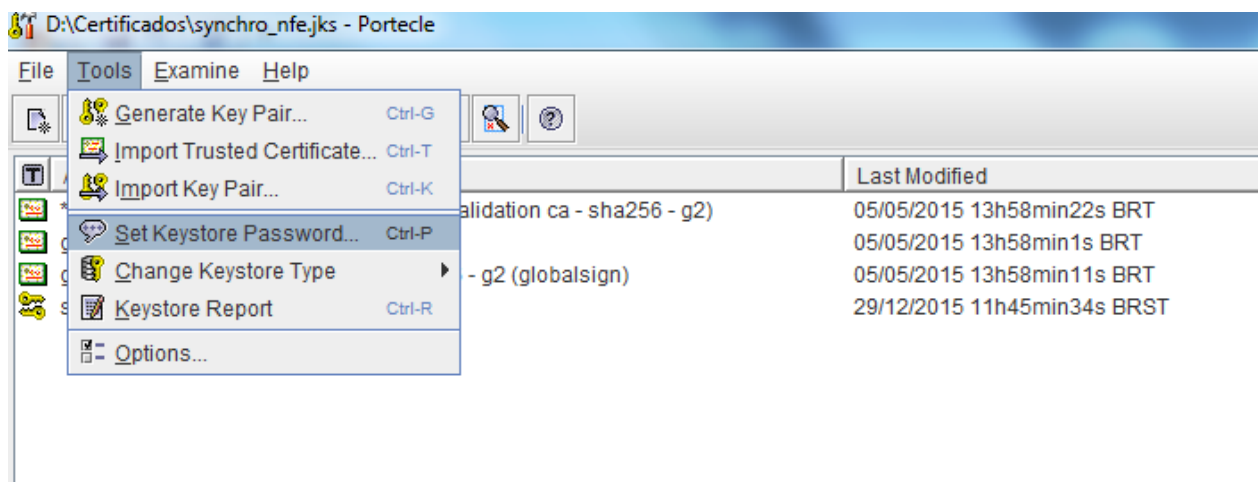 D:\Certificados\synchro_nfe.jks - Portecle
File Tools Examine Help
Generate Key Pair... Ctrl-G
Import Trusted Certificate... Ctrl-T
Import Key Pair... Ctrl-K
Set Keystore Password... Ctrl-P
Change Keystore Type
Keystore Report Ctrl-R
Options...
T Last Modified
* alidation ca - sha256 - g2) 05/05/2015 13h58min22s BRT
g 05/05/2015 13h58min1s BRT
g - g2 (globalsign) 05/05/2015 13h58min11s BRT
s 29/12/2015 11h45min34s BRST